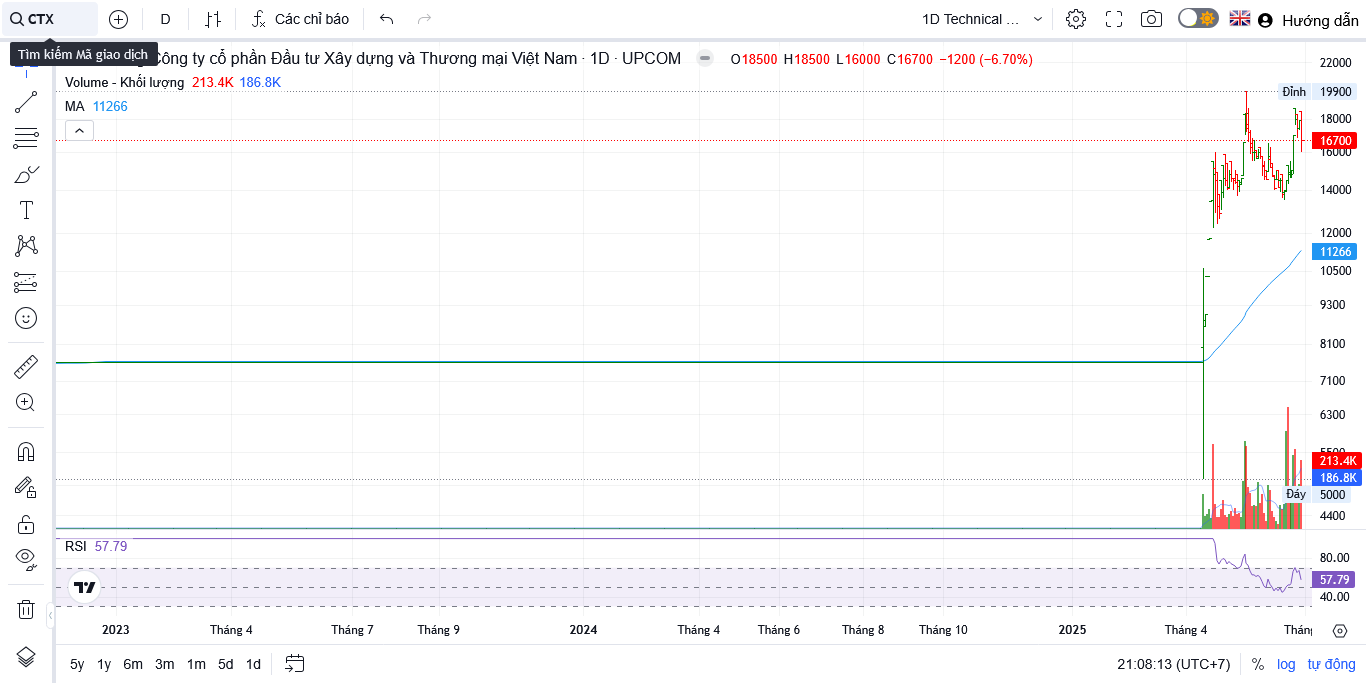 CTX D Các chỉ báo 1D Technical ... Hướng dẫn
Tìm kiếm Mã giao dịch
Công ty cổ phần Đầu tư Xây dựng và Thương mại Việt Nam · 1D · UPCOM O18500 H18500 L16000 C16700 −1200 (−6.70%)
Volume - Khối lượng 213.4K 186.8K
MA 11266
22000
Đỉnh 19900
18000
16700
16000
14000
12000
11266
10500
9300
8100
7100
6300
213.4K
186.8K
Đáy 5000
4400
RSI 57.79
80.00
57.79
40.00
2023 Tháng 4 Tháng 7 Tháng 9 2024 Tháng 4 Tháng 6 Tháng 8 Tháng 10 2025 Tháng 4 Thán
5y 1y 6m 3m 1m 5d 1d 21:08:13 (UTC+7) % log tự động